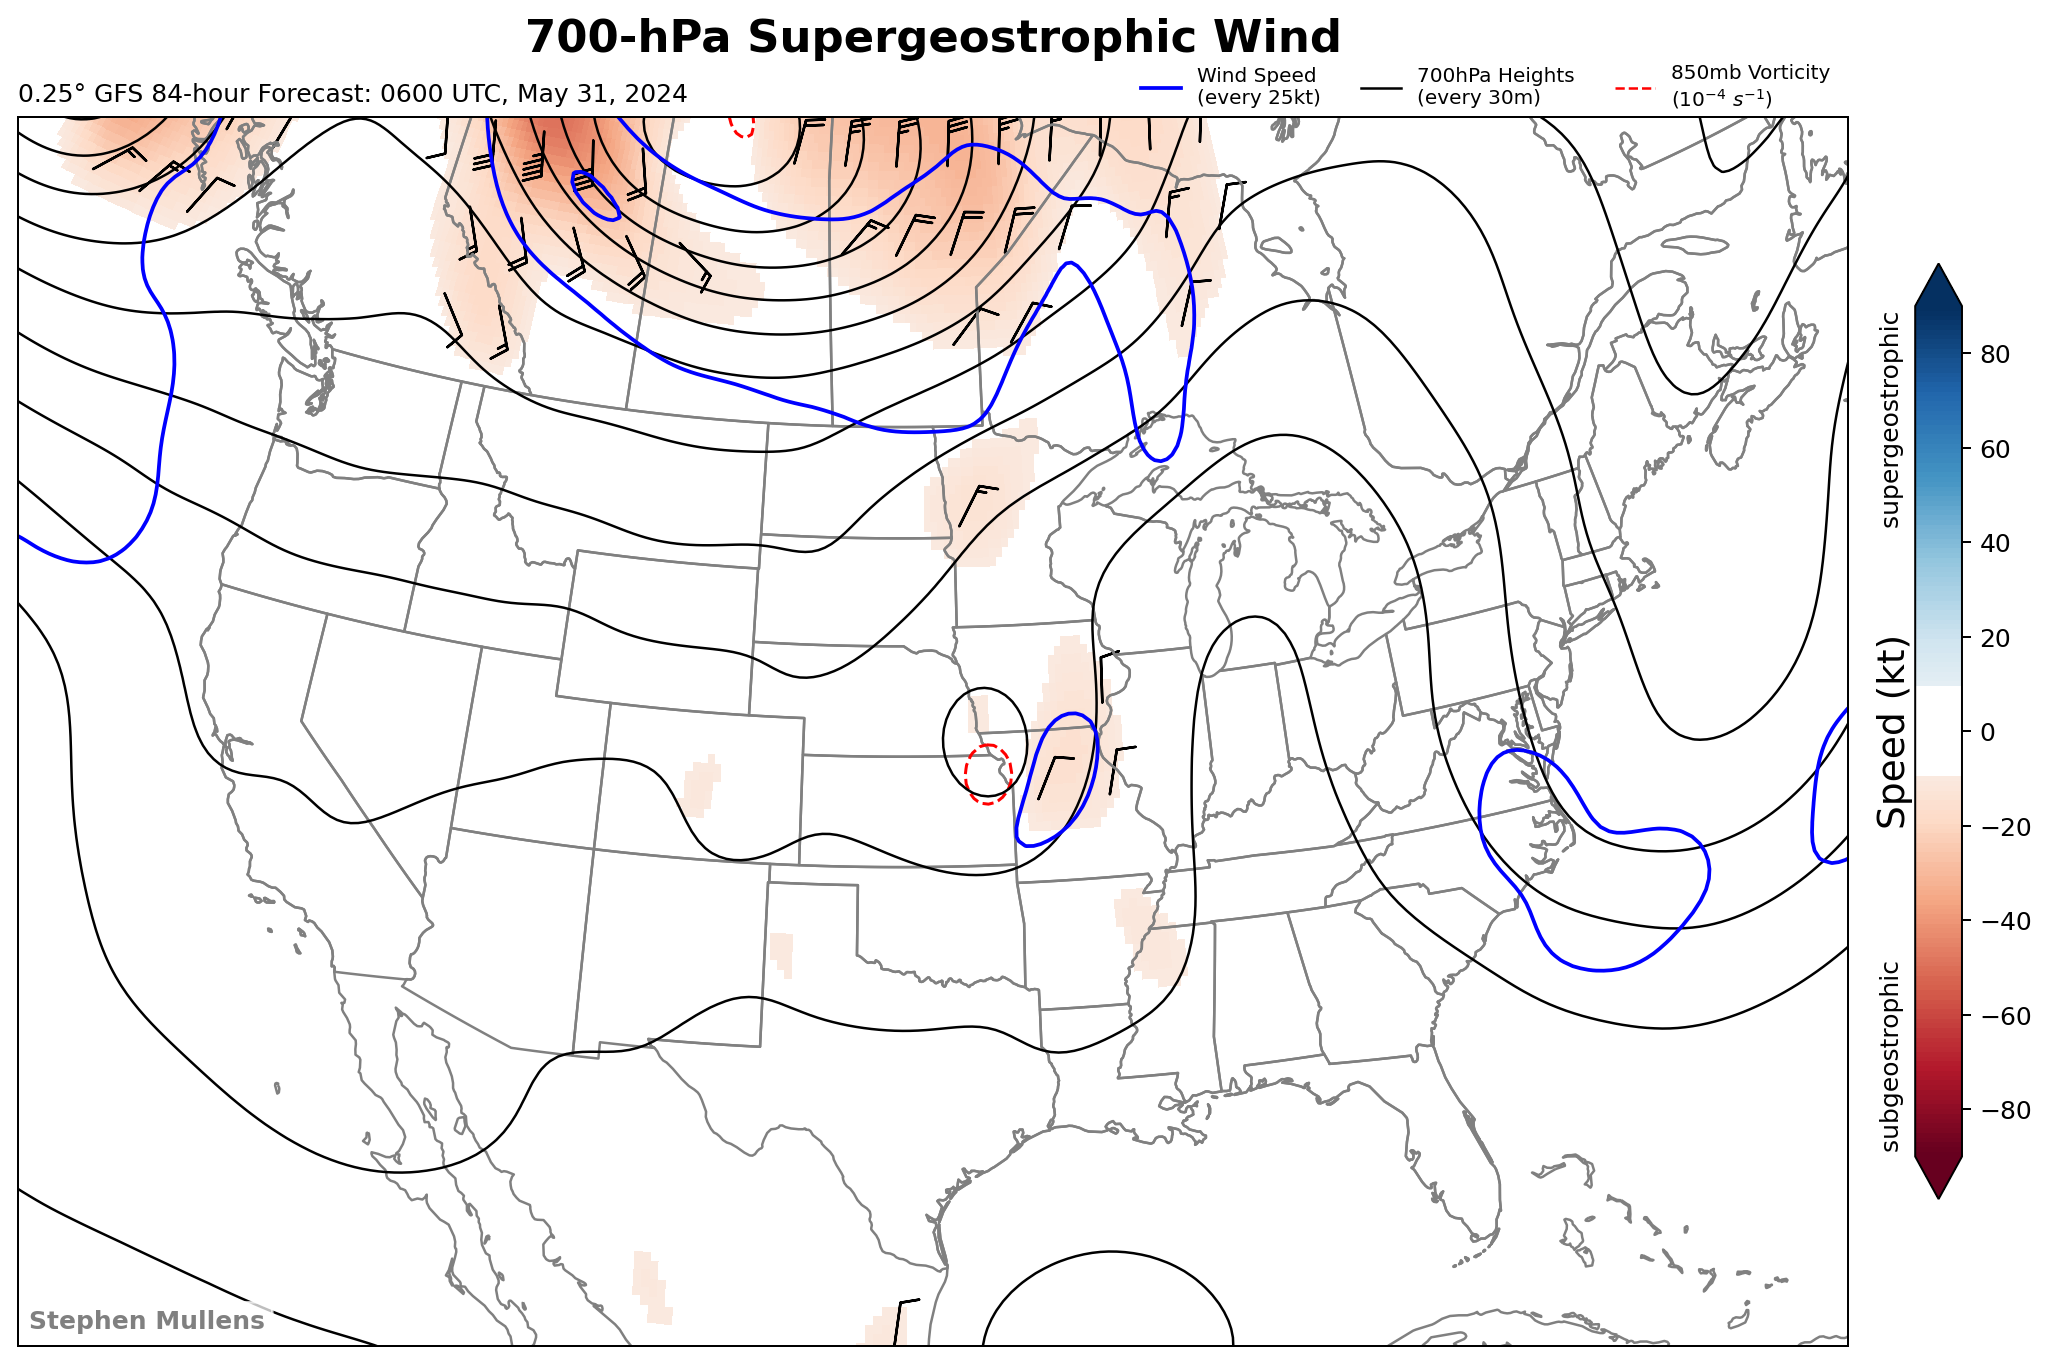 700-hPa Supergeostrophic Wind
0.25° GFS 84-hour Forecast: 0600 UTC, May 31, 2024
Wind Speed
(every 25kt)
700hPa Heights
(every 30m)
850mb Vorticity
(10⁻⁴ s⁻¹)
supergeostrophic
Speed (kt)
subgeostrophic
80
60
40
20
0
−20
−40
−60
−80
Stephen Mullens